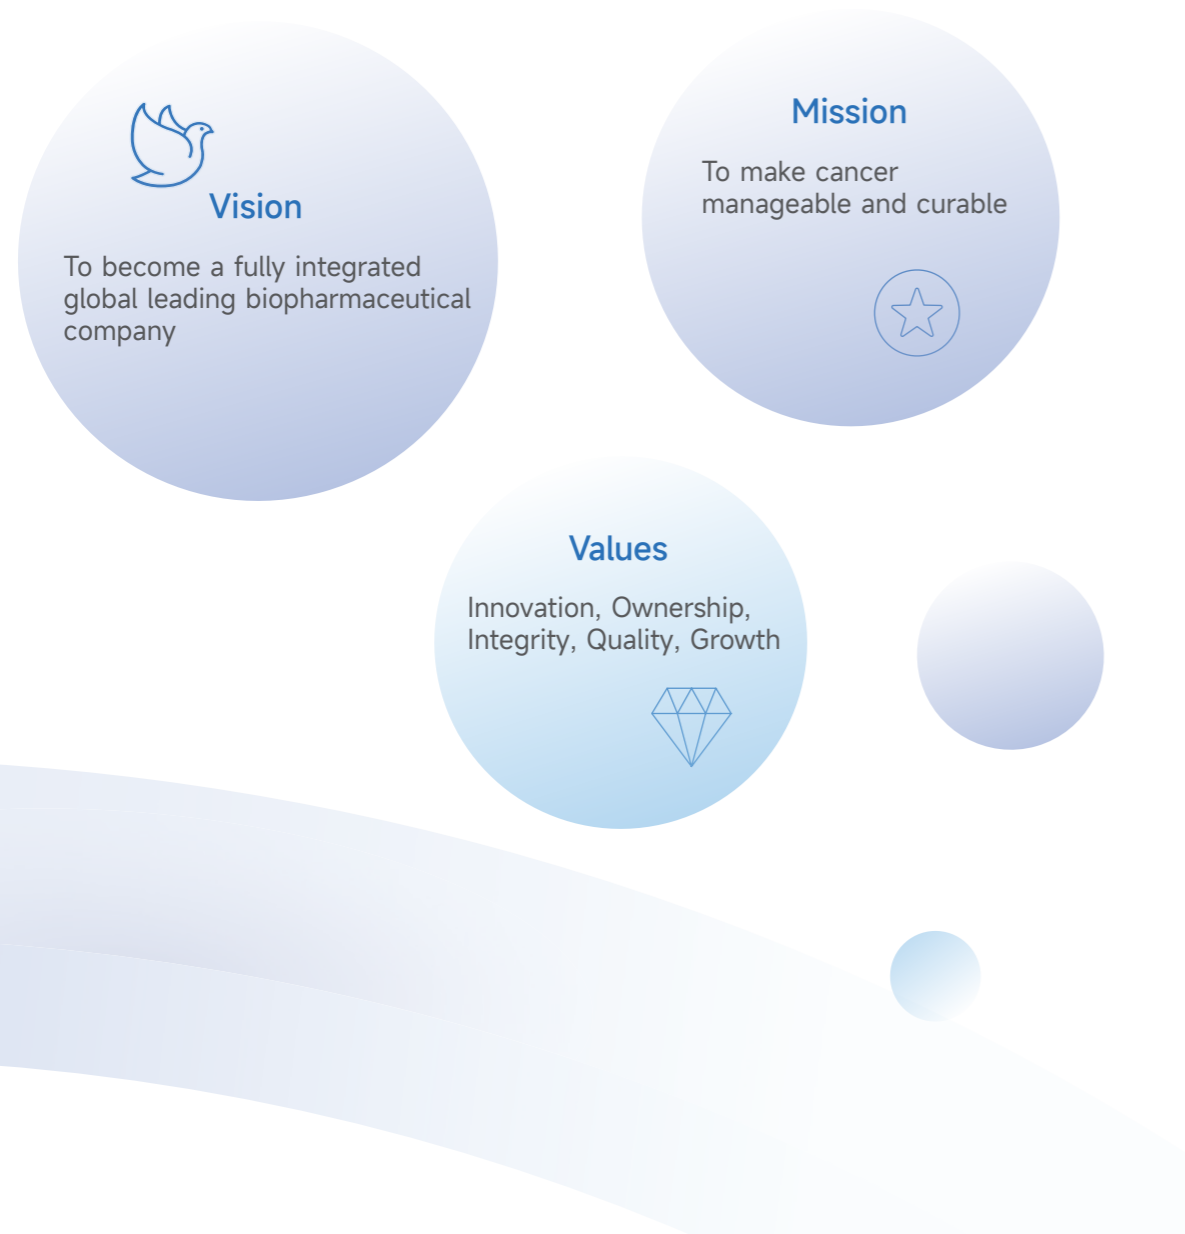 Vision
To become a fully integrated
global leading biopharmaceutical
company
Mission
To make cancer
manageable and curable
Values
Innovation, Ownership,
Integrity, Quality, Growth